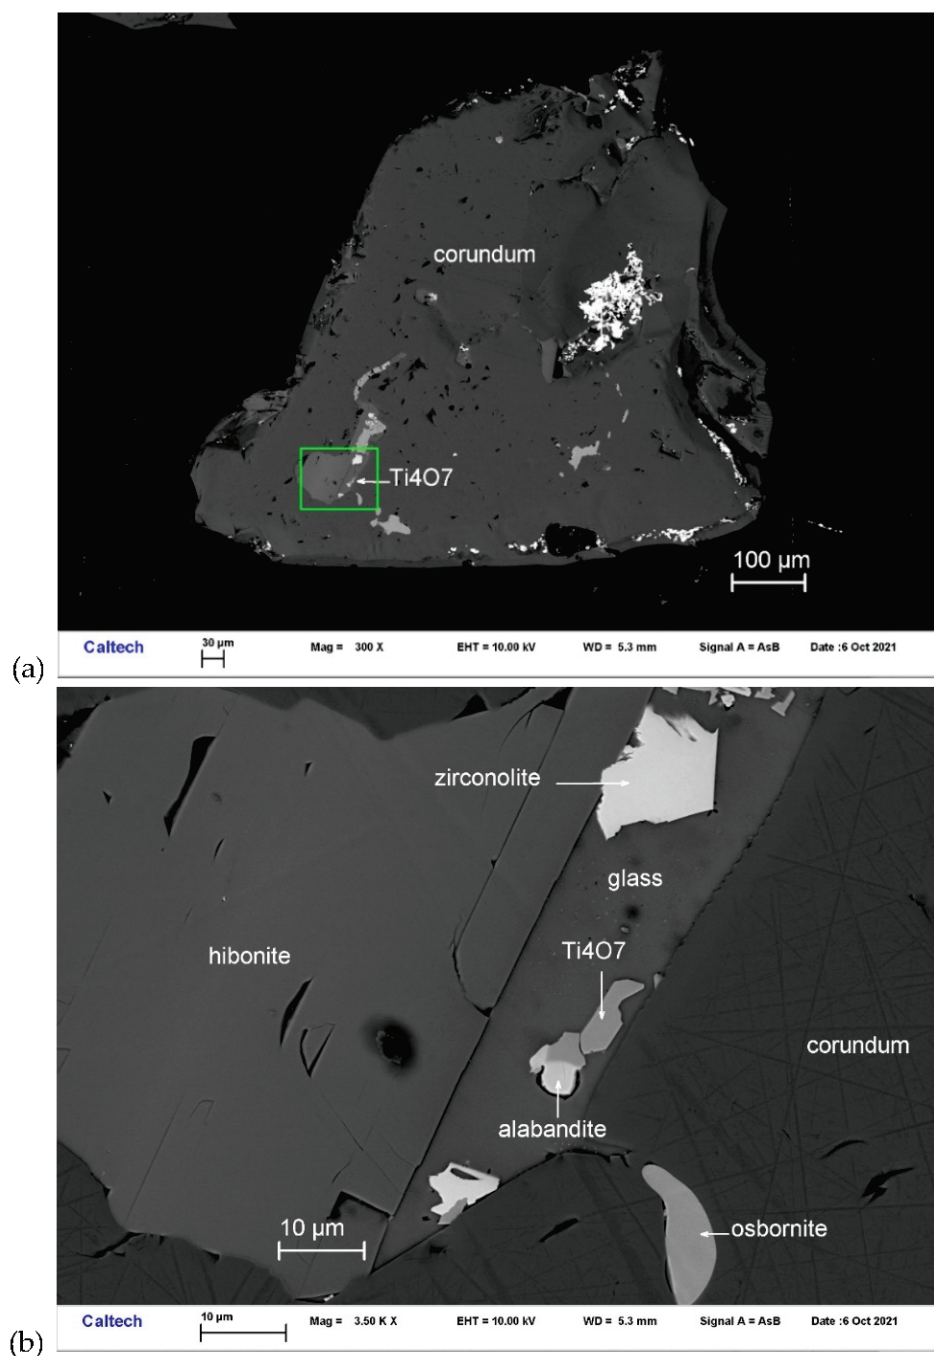 corundum
Ti4O7
100 µm
Caltech 30 µm Mag = 300 X EHT = 10.00 kV WD = 5.3 mm Signal A = AsB Date :6 Oct 2021
(a)
zirconolite
glass
Ti4O7
hibonite
corundum
alabandite
10 µm
osbornite
Caltech 10 µm Mag = 3.50 K X EHT = 10.00 kV WD = 5.3 mm Signal A = AsB Date :6 Oct 2021
(b)